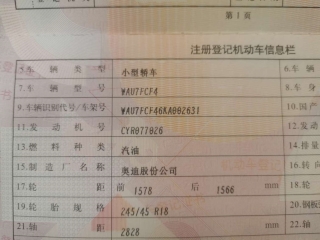 第1页
注册登记机动车信息栏
5.车辆类型 小型轿车 6.车辆
7.车辆型号 WAU7FCF4 8.车身
9.车辆识别代号/车架号 WAU7FCF46KA002631 10.国产
11.发动机号 CYR077026 12.发动
13.燃料种类 汽油 14.排量
15.制造厂名称 奥迪股份公司 16.转向
17.轮距 前 1578 后 1566 mm 18.轮
19.轮胎规格 245/45 R18 20.钢板
21.轴距 2828 mm 22.轴